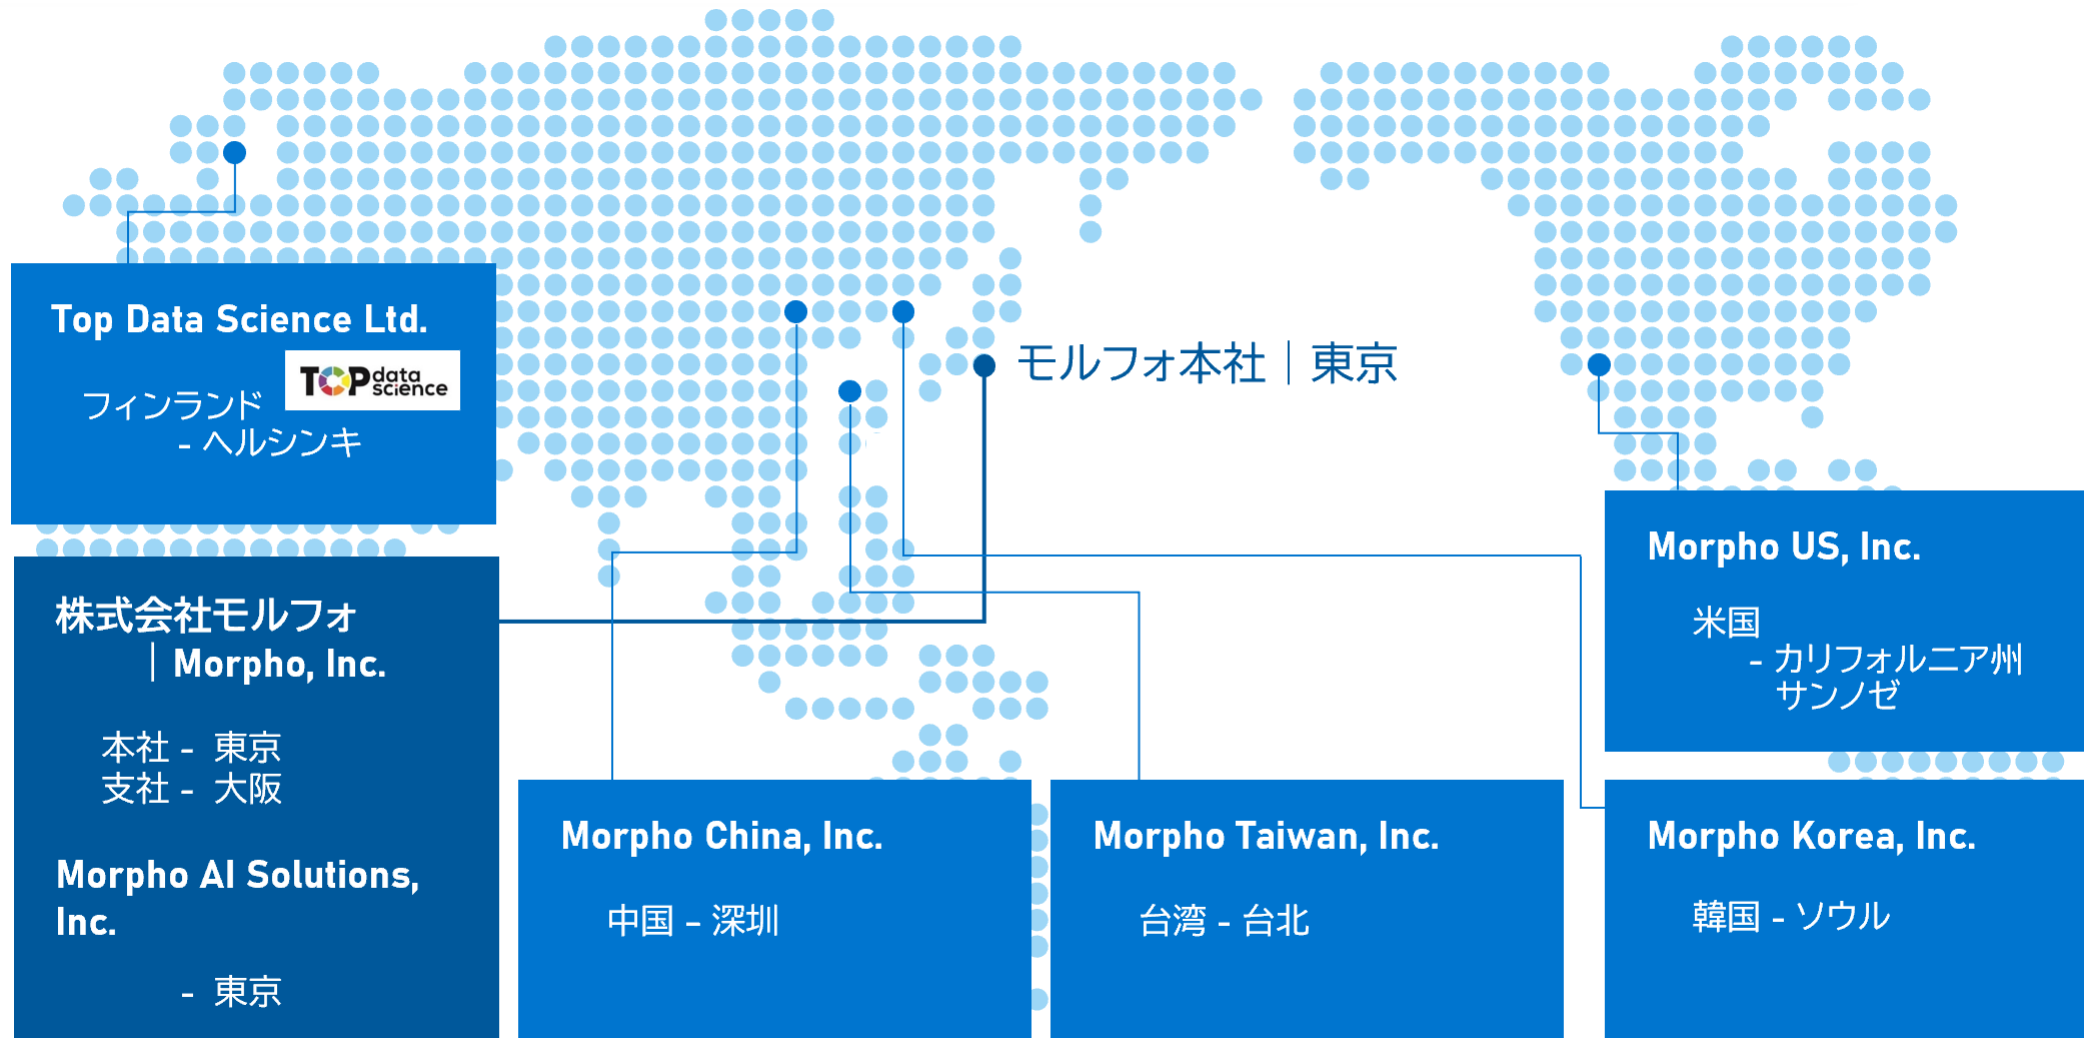 Top Data Science Ltd.
TOP data science
フィンランド
- ヘルシンキ
モルフォ本社｜東京
株式会社モルフォ
｜Morpho, Inc.
本社 - 東京
支社 - 大阪
Morpho AI Solutions,
Inc.
- 東京
Morpho China, Inc.
中国 – 深圳
Morpho Taiwan, Inc.
台湾 - 台北
Morpho US, Inc.
米国
- カリフォルニア州
サンノゼ
Morpho Korea, Inc.
韓国 - ソウル